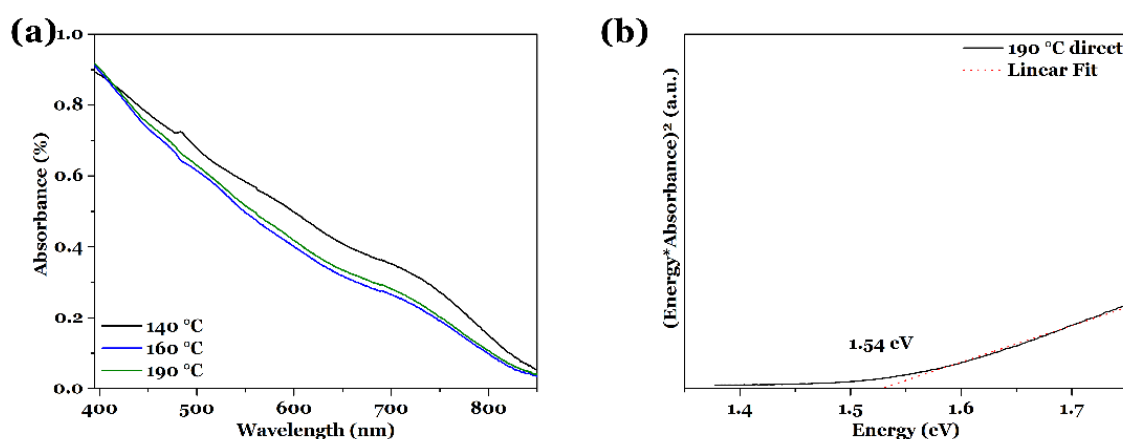 (a)
1.0
0.8
0.6
0.4
0.2
0.0
Absorbance (%)
140 °C
160 °C
190 °C
400 500 600 700 800
Wavelength (nm)
(b)
(Energy*Absorbance)² (a.u.)
190 °C direct
Linear Fit
1.54 eV
1.4 1.5 1.6 1.7
Energy (eV)